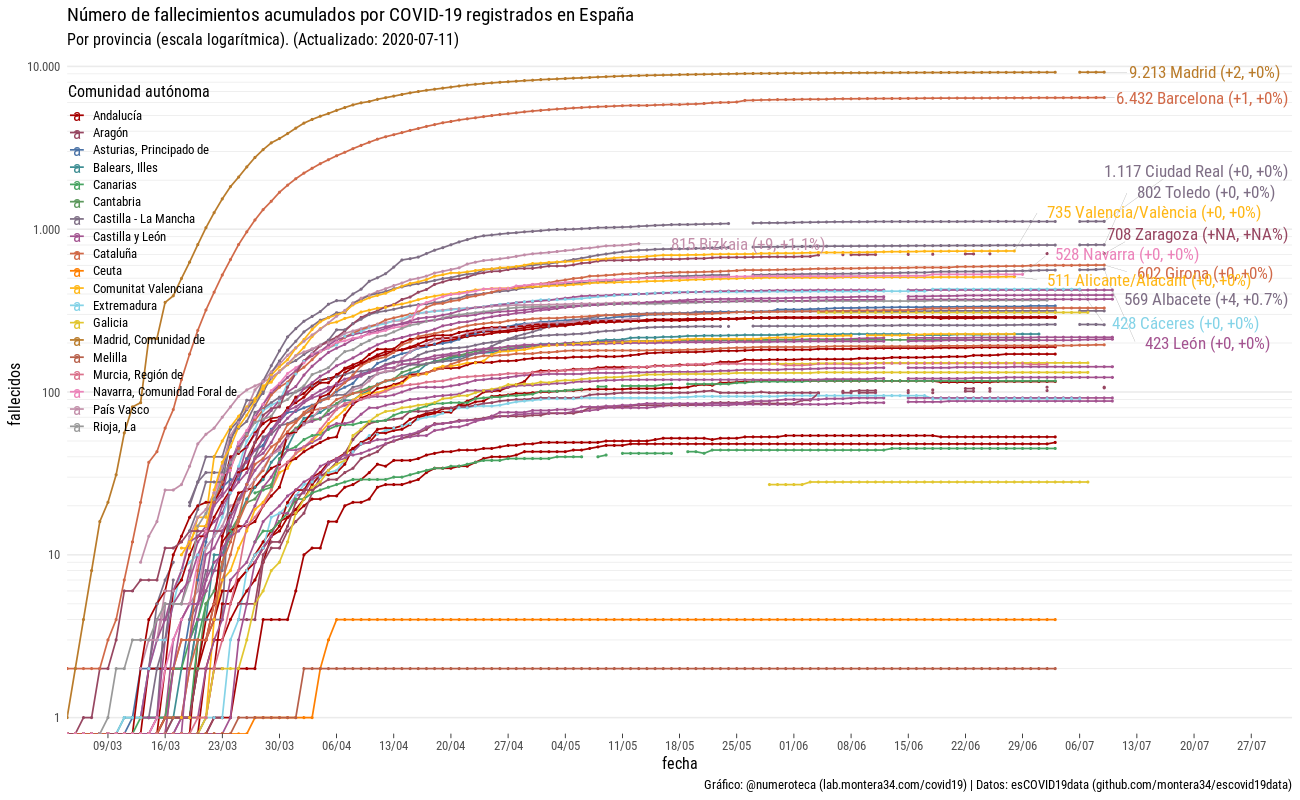 Número de fallecimientos acumulados por COVID-19 registrados en España
Por provincia (escala logarítmica). (Actualizado: 2020-07-11)
10.000
1.000
100
10
1
fallecidos
Comunidad autónoma
Andalucía
Aragón
Asturias, Principado de
Balears, Illes
Canarias
Cantabria
Castilla - La Mancha
Castilla y León
Cataluña
Ceuta
Comunitat Valenciana
Extremadura
Galicia
Madrid, Comunidad de
Melilla
Murcia, Región de
Navarra, Comunidad Foral de
País Vasco
Rioja, La
9.213 Madrid (+2, +0%)
6.432 Barcelona (+1, +0%)
1.117 Ciudad Real (+0, +0%)
802 Toledo (+0, +0%)
735 Valencia/València (+0, +0%)
708 Zaragoza (+NA, +NA%)
815 Bizkaia (+9, +1.1%)
528 Navarra (+0, +0%)
602 Girona (+0, +0%)
511 Alicante/Alacant (+0, +0%)
569 Albacete (+4, +0.7%)
428 Cáceres (+0, +0%)
423 León (+0, +0%)
09/03
16/03
23/03
30/03
06/04
13/04
20/04
27/04
04/05
11/05
18/05
25/05
01/06
08/06
15/06
22/06
29/06
06/07
13/07
20/07
27/07
fecha
Gráfico: @numeroteca (lab.montera34.com/covid19) | Datos: esCOVID19data (github.com/montera34/escovid19data)